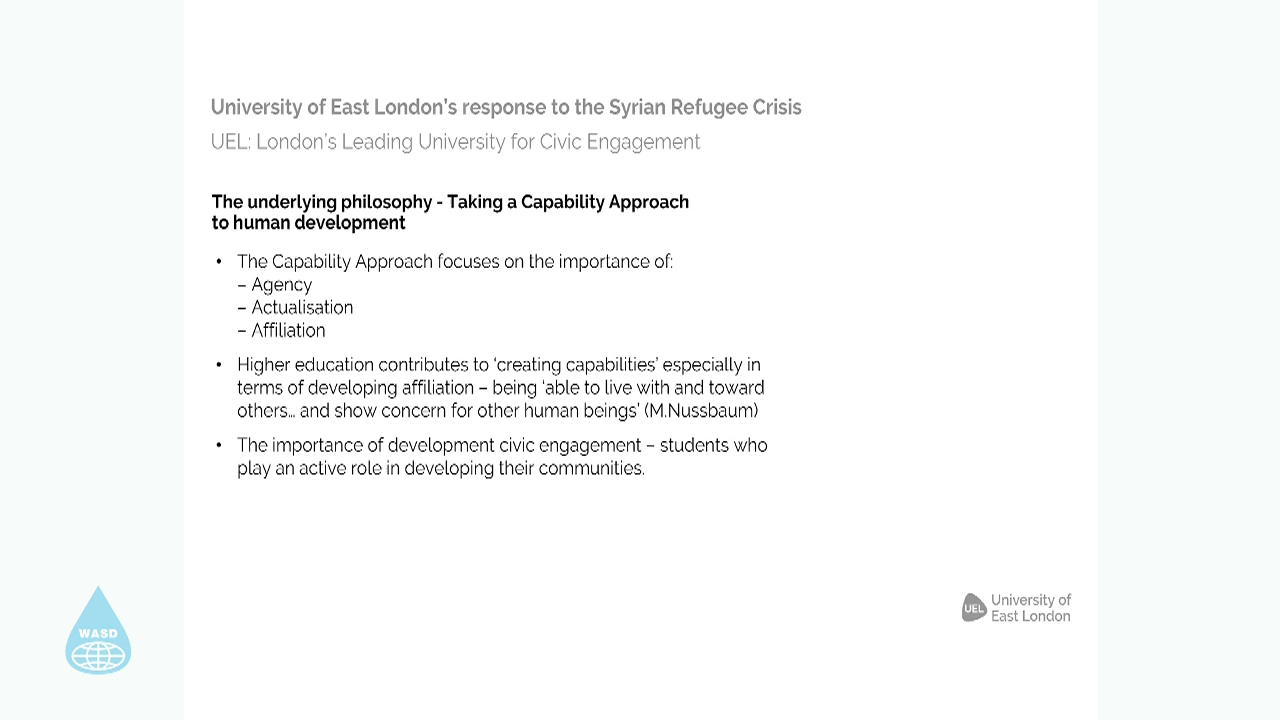 University of East London's response to the Syrian Refugee Crisis
UEL: London's Leading University for Civic Engagement
The underlying philosophy - Taking a Capability Approach
to human development
• The Capability Approach focuses on the importance of:
– Agency
– Actualisation
– Affiliation
• Higher education contributes to ‘creating capabilities’ especially in
terms of developing affiliation – being ‘able to live with and toward
others… and show concern for other human beings’ (M.Nussbaum)
• The importance of development civic engagement – students who
play an active role in developing their communities.
WASD
UEL
University of
East London